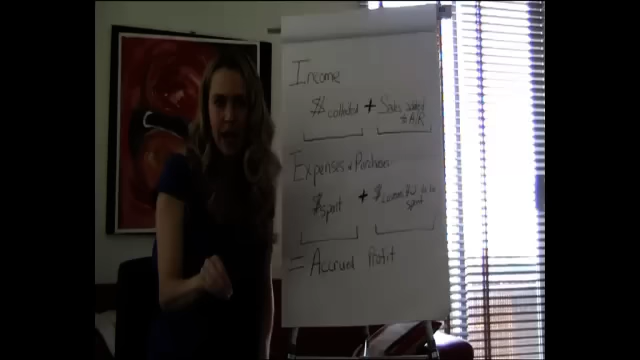 Income
$ collected + Sales added
to A/R
Expenses + Purchases
$ spent + $ committed to be
spent
= Accrued Profit